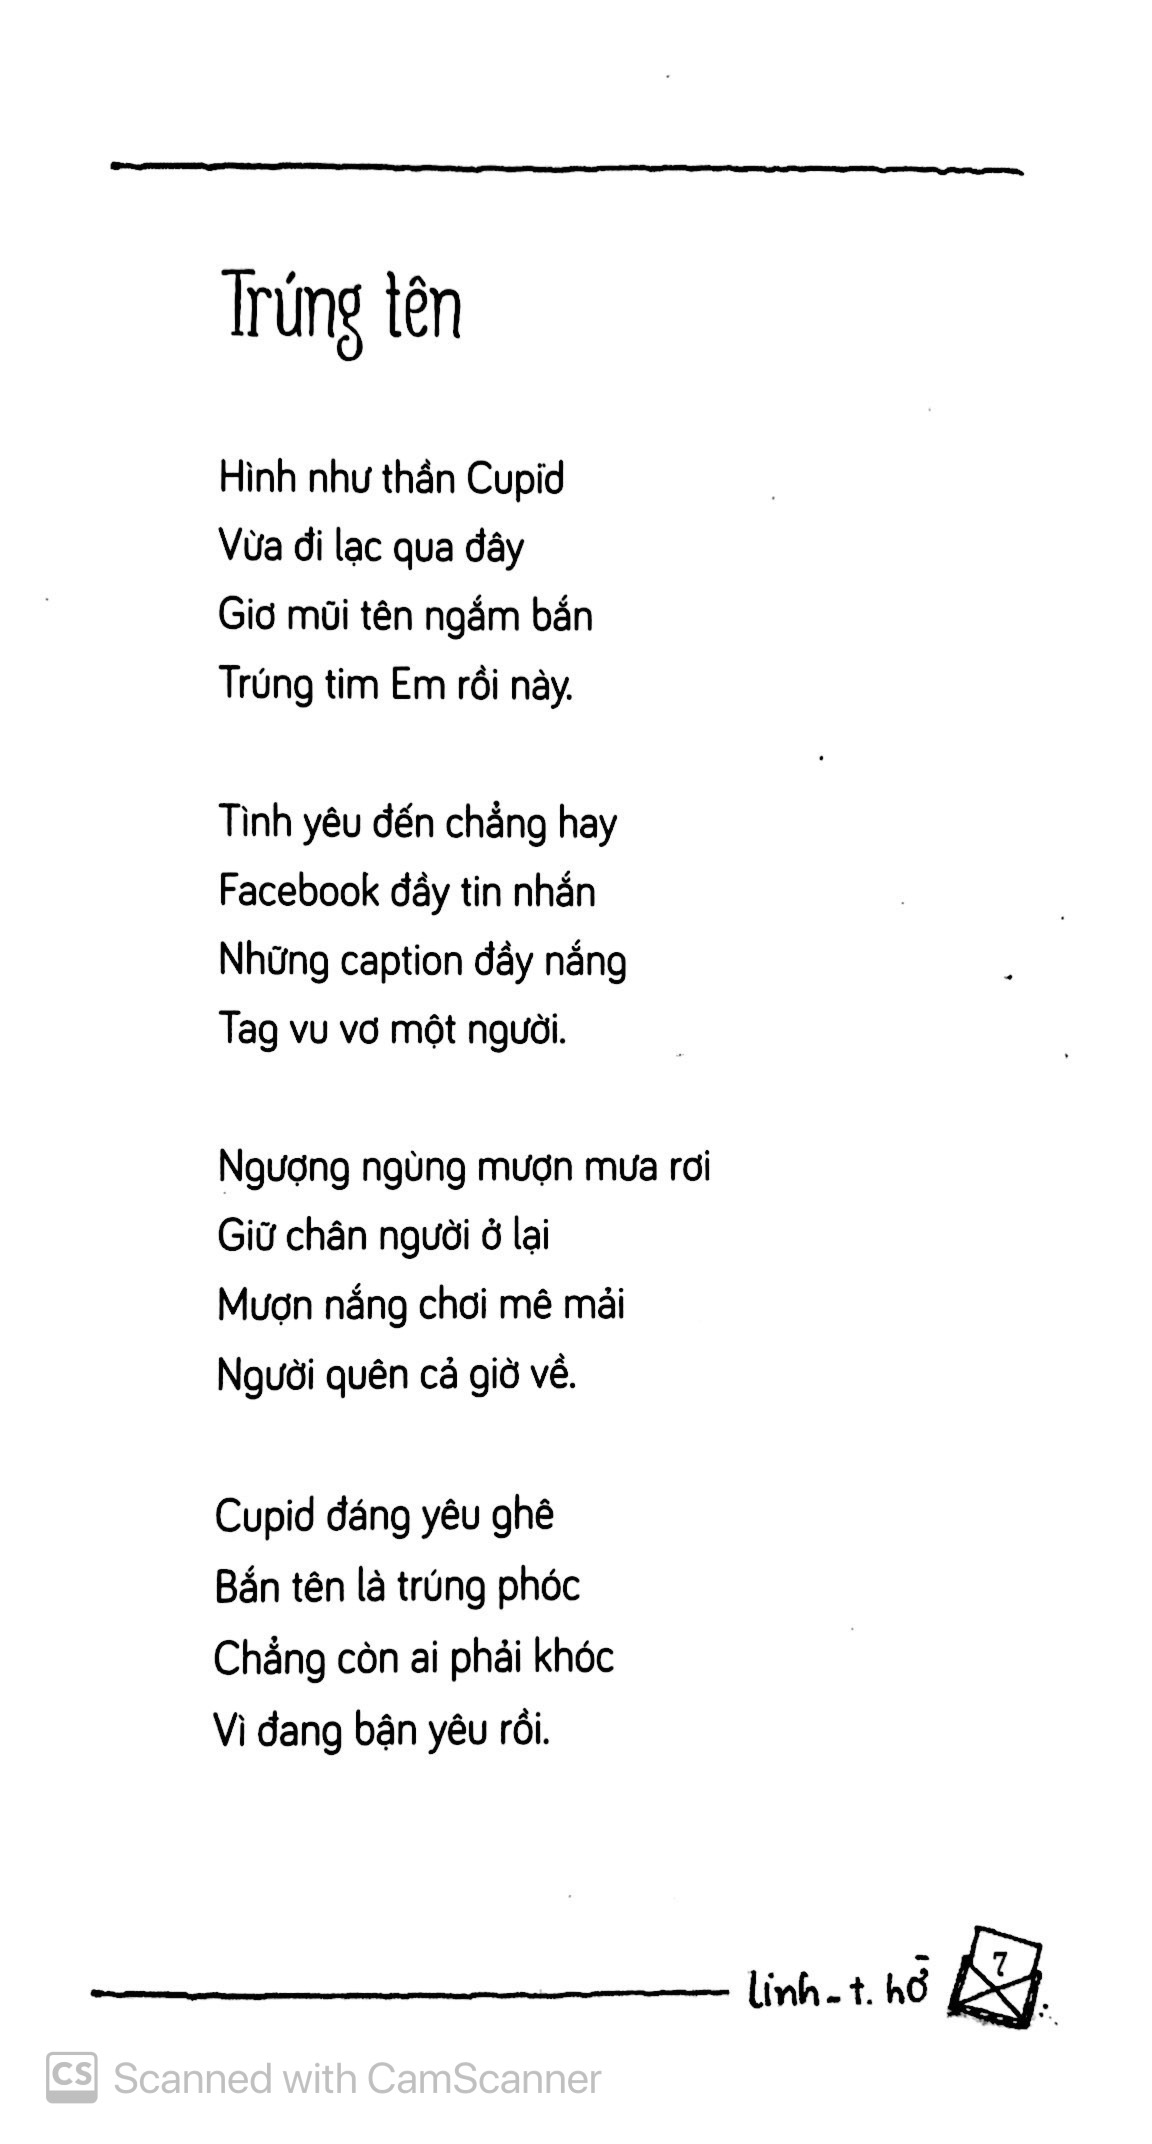 Trúng tên
Hình như thần Cupid
Vừa đi lạc qua đây
Giơ mũi tên ngắm bắn
Trúng tim Em rồi này.
Tình yêu đến chẳng hay
Facebook đầy tin nhắn
Những caption đầy nắng
Tag vu vơ một người.
Ngượng ngùng mượn mưa rơi
Giữ chân người ở lại
Mượn nắng chơi mê mải
Người quên cả giờ về.
Cupid đáng yêu ghê
Bắn tên là trúng phóc
Chẳng còn ai phải khóc
Vì đang bận yêu rồi.
linh - t. hổ
7
CS Scanned with CamScanner